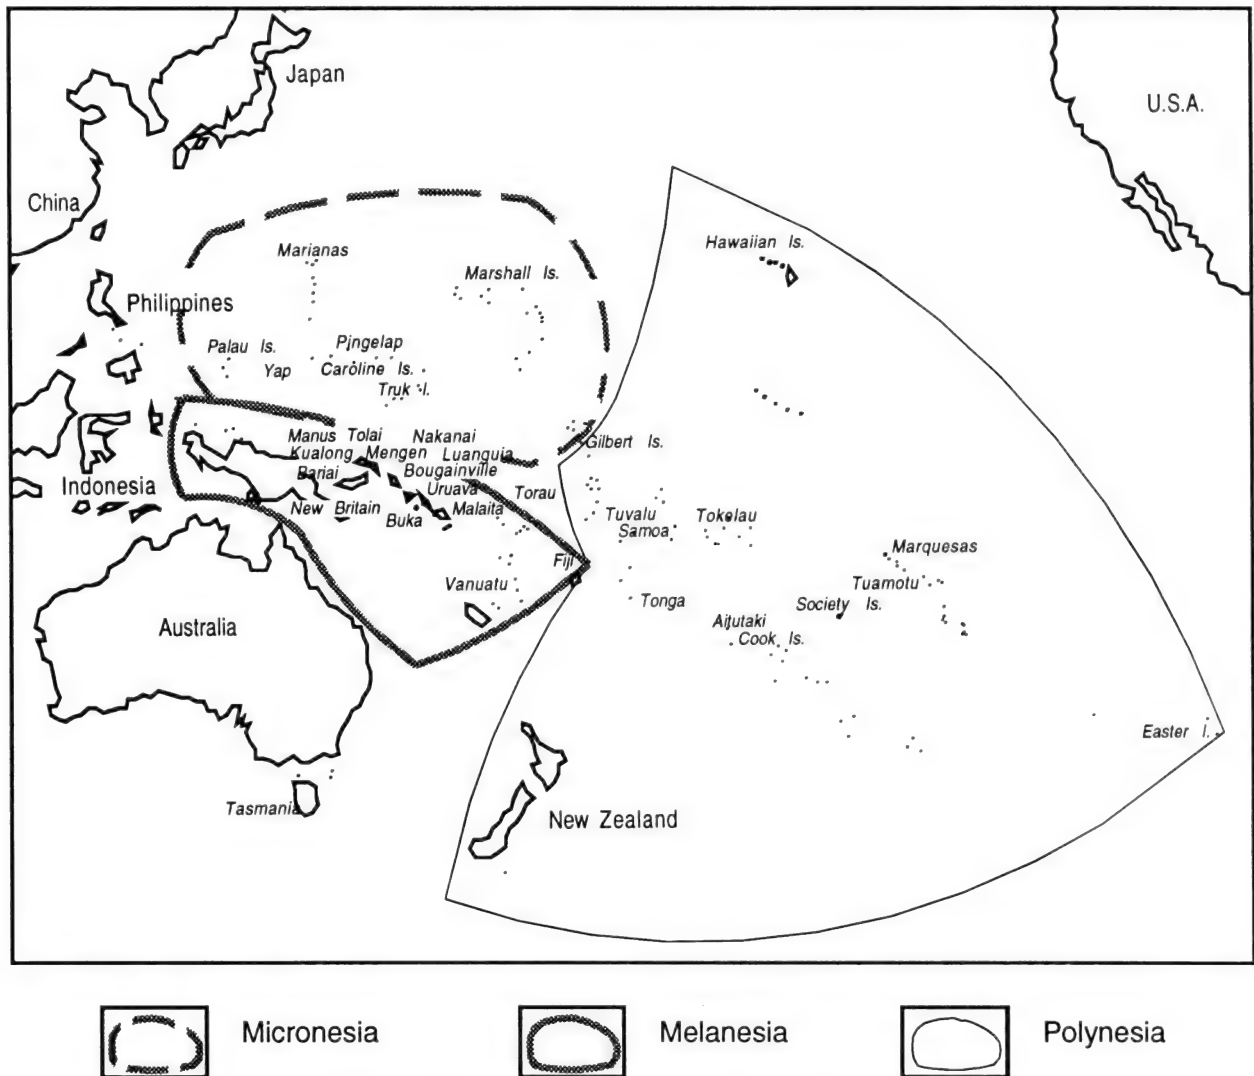 Japan
U.S.A.
China
Hawaiian Is.
Marianas
Marshall Is.
Philippines
Palau Is.
Pingelap
Yap
Caroline Is.
Truk I.
Manus Tolai Nakanai
Gilbert Is.
Kualong Mengen Luanguia
Bariai Bougainville
Indonesia
Uruava Torau
New Britain Malaita
Buka
Tuvalu Tokelau
Samoa
Fiji
Marquesas
Vanuatu
Tuamotu
Tonga
Society Is.
Aitutaki
Australia
Cook Is.
Easter I.
Tasmania
New Zealand
Micronesia Melanesia Polynesia